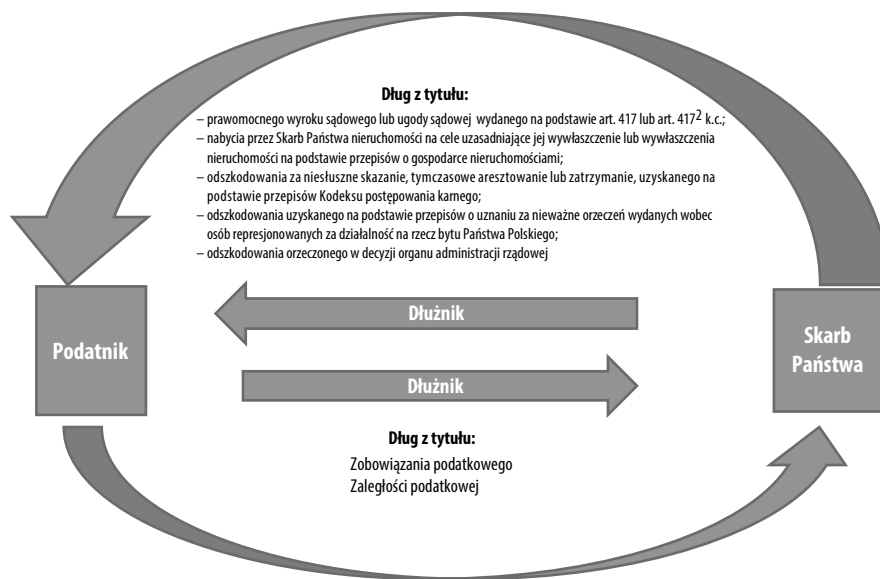 Dług z tytułu:
– prawomocnego wyroku sądowego lub ugody sądowej wydanego na podstawie art. 417 lub art. 417² k.c.;
– nabycia przez Skarb Państwa nieruchomości na cele uzasadniające jej wywłaszczenie lub wywłaszczenia
nieruchomości na podstawie przepisów o gospodarce nieruchomościami;
– odszkodowania za niesłuszne skazanie, tymczasowe aresztowanie lub zatrzymanie, uzyskanego na
podstawie przepisów Kodeksu postępowania karnego;
– odszkodowania uzyskanego na podstawie przepisów o uznaniu za nieważne orzeczeń wydanych wobec
osób represjonowanych za działalność na rzecz bytu Państwa Polskiego;
– odszkodowania orzeczonego w decyzji organu administracji rządowej
Dłużnik
Podatnik
Skarb
Państwa
Dłużnik
Dług z tytułu:
Zobowiązania podatkowego
Zaległości podatkowej